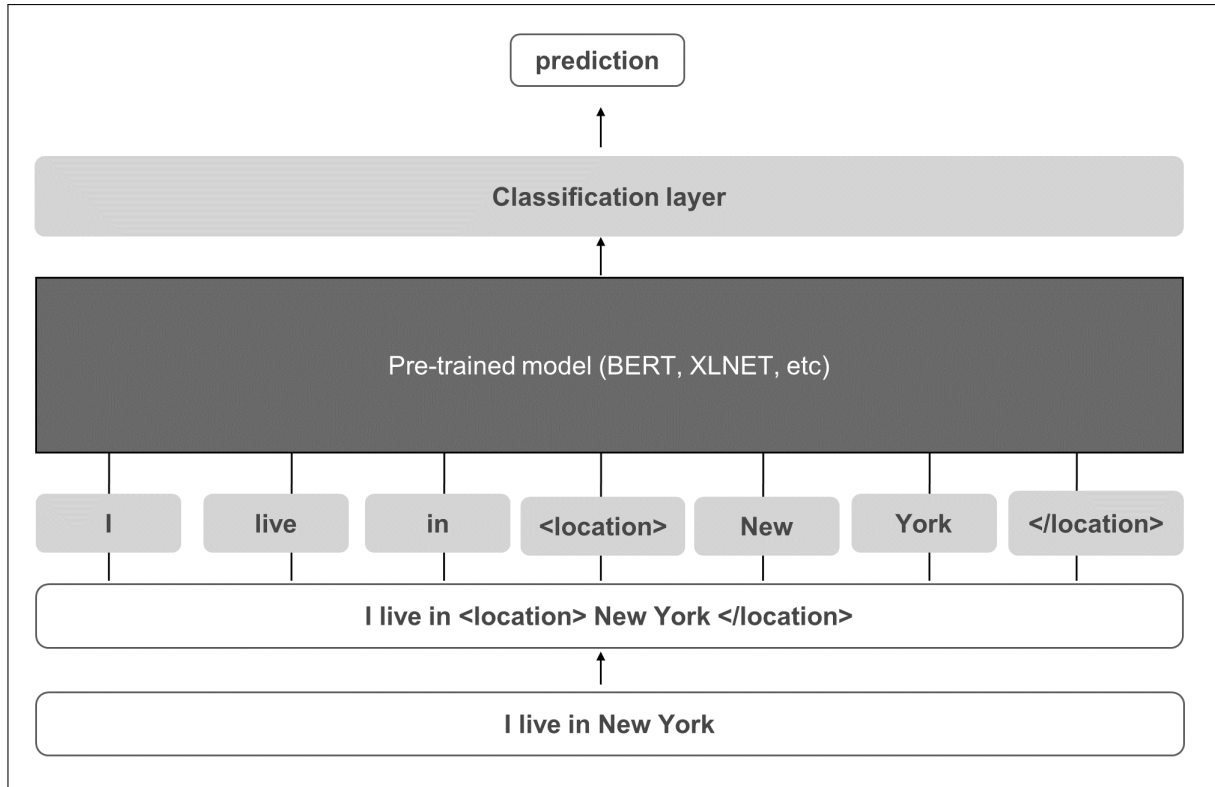 prediction
Classification layer
Pre-trained model (BERT, XLNET, etc)
I live in <location> New York </location>
I live in <location> New York </location>
I live in New York